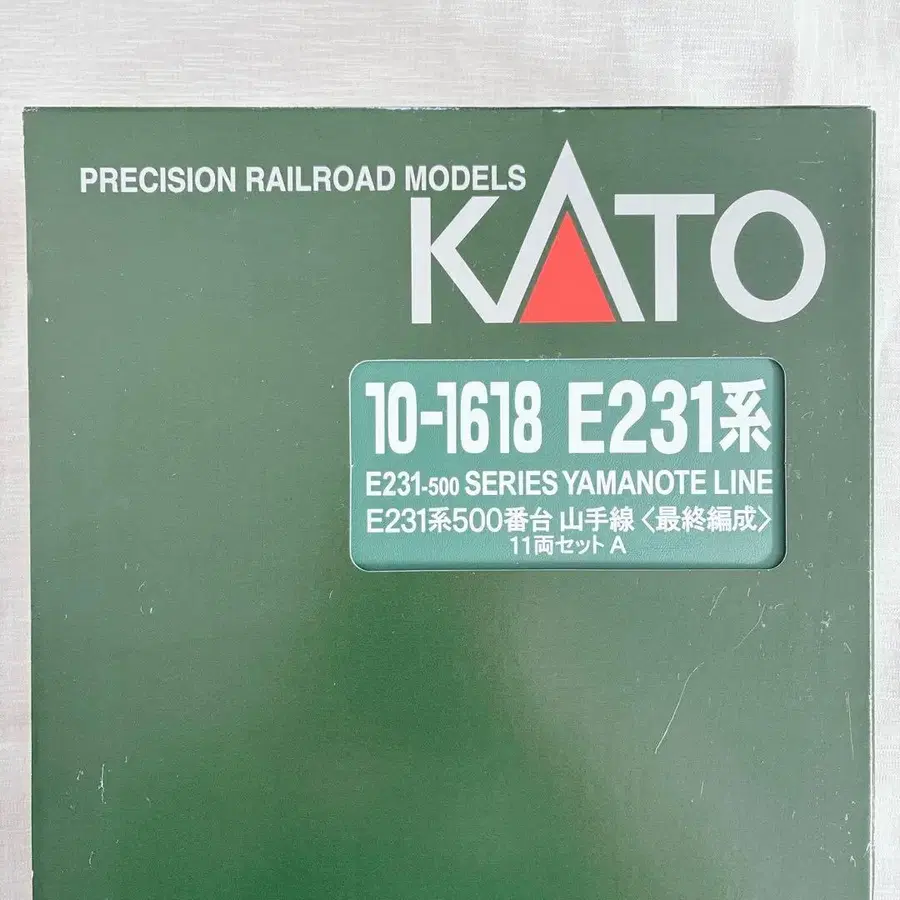 PRECISION RAILROAD MODELS
KATO
10-1618 E231系
E231-500 SERIES YAMANOTE LINE
E231系500番台 山手線〈最終編成〉
11両セット A